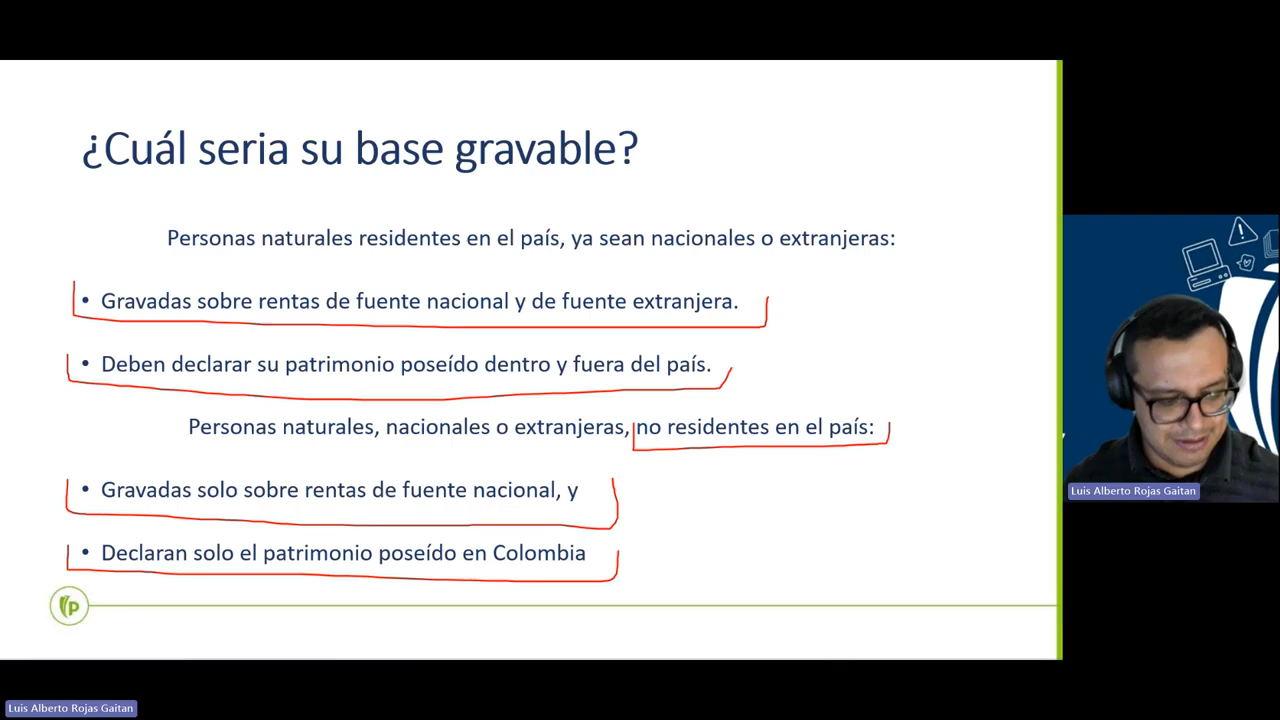 ¿Cuál seria su base gravable?
Personas naturales residentes en el país, ya sean nacionales o extranjeras:
• Gravadas sobre rentas de fuente nacional y de fuente extranjera.
• Deben declarar su patrimonio poseído dentro y fuera del país.
Personas naturales, nacionales o extranjeras, no residentes en el país:
• Gravadas solo sobre rentas de fuente nacional, y
• Declaran solo el patrimonio poseído en Colombia
P
Luis Alberto Rojas Gaitan
Luis Alberto Rojas Gaitan